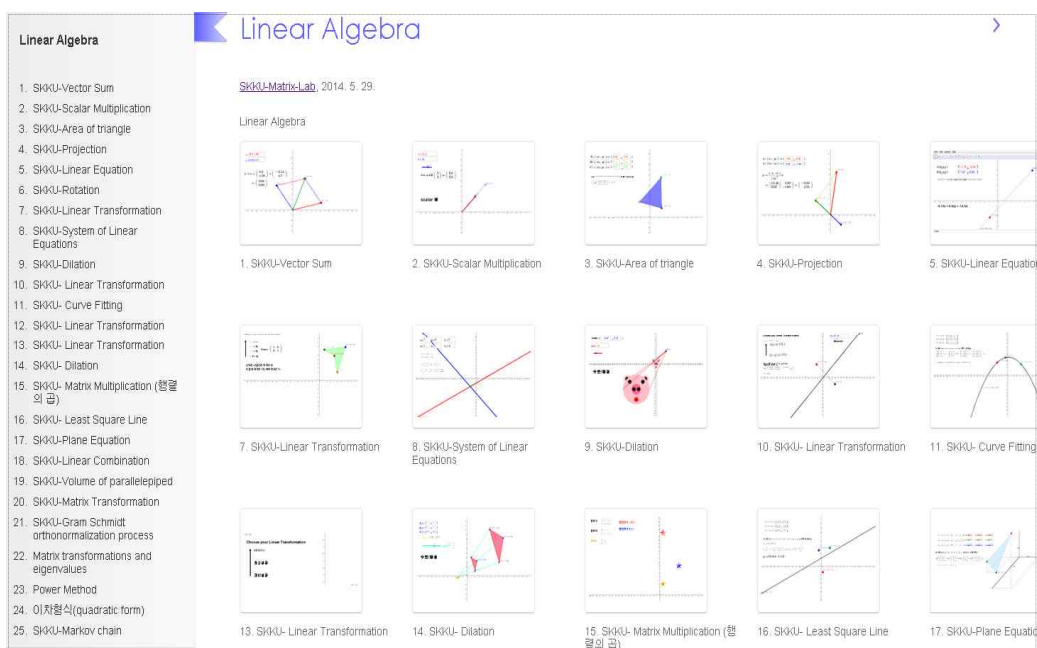 Linear Algebra
1. SKKU-Vector Sum
2. SKKU-Scalar Multiplication
3. SKKU-Area of triangle
4. SKKU-Projection
5. SKKU-Linear Equation
6. SKKU-Rotation
7. SKKU-Linear Transformation
8. SKKU-System of Linear
Equations
9. SKKU-Dilation
10. SKKU- Linear Transformation
11. SKKU- Curve Fitting
12. SKKU- Linear Transformation
13. SKKU- Linear Transformation
14. SKKU- Dilation
15. SKKU- Matrix Multiplication (행렬
의 곱)
16. SKKU- Least Square Line
17. SKKU-Plane Equation
18. SKKU-Linear Combination
19. SKKU-Volume of parallelepiped
20. SKKU-Matrix Transformation
21. SKKU-Gram Schmidt
orthonormalization process
22. Matrix transformations and
eigenvalues
23. Power Method
24. 이차형식(quadratic form)
25. SKKU-Markov chain
Linear Algebra
SKKU-Matrix-Lab, 2014. 5. 29.
Linear Algebra
1. SKKU-Vector Sum
2. SKKU-Scalar Multiplication
3. SKKU-Area of triangle
4. SKKU-Projection
5. SKKU-Linear Equatio
7. SKKU-Linear Transformation
8. SKKU-System of Linear
Equations
9. SKKU-Dilation
10. SKKU- Linear Transformation
11. SKKU- Curve Fitting
13. SKKU- Linear Transformation
14. SKKU- Dilation
15. SKKU- Matrix Multiplication (행
렬의 곱)
16. SKKU- Least Square Line
17. SKKU-Plane Equatio